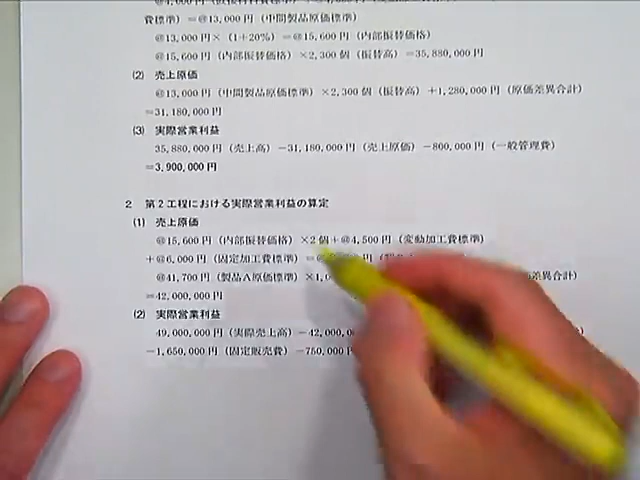 費標準）＝@13,000円（中間製品原価標準）
@13,000円×（1+20%）＝@15,600円（内部振替価格）
@15,600円（内部振替価格）×2,300個（振替高）＝35,880,000円
(2) 売上原価
@13,000円（中間製品原価標準）×2,300個（振替高）＋1,280,000円（原価差異合計）
＝31,180,000円
(3) 実際営業利益
35,880,000円（売上高）－31,180,000円（売上原価）－800,000円（一般管理費）
＝3,900,000円
2 第2工程における実際営業利益の算定
(1) 売上原価
@15,600円（内部振替価格）×2個＋@4,500円（変動加工費標準）
＋@6,000円（固定加工費標準）＝@
@41,700円（製品A原価標準）×1,0 差異合計）
＝42,000,000円
(2) 実際営業利益
49,000,000円（実際売上高）－42,000,0
－1,650,000円（固定販売費）－750,000円